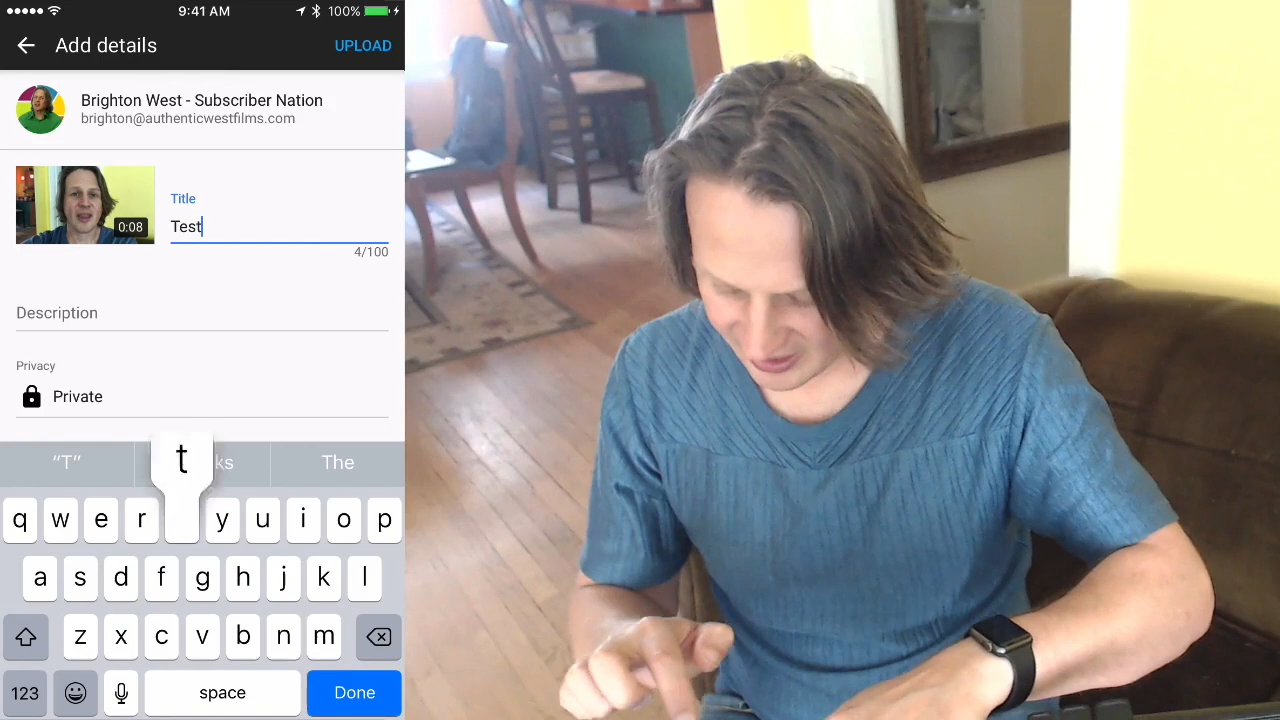 9:41 AM 100%
Add details UPLOAD
Brighton West - Subscriber Nation
brighton@authenticwestfilms.com
0:08
Title
Test
4/100
Description
Privacy
Private
“T” ks The
t
q w e r y u i o p
a s d f g h j k l
z x c v b n m
123 space Done